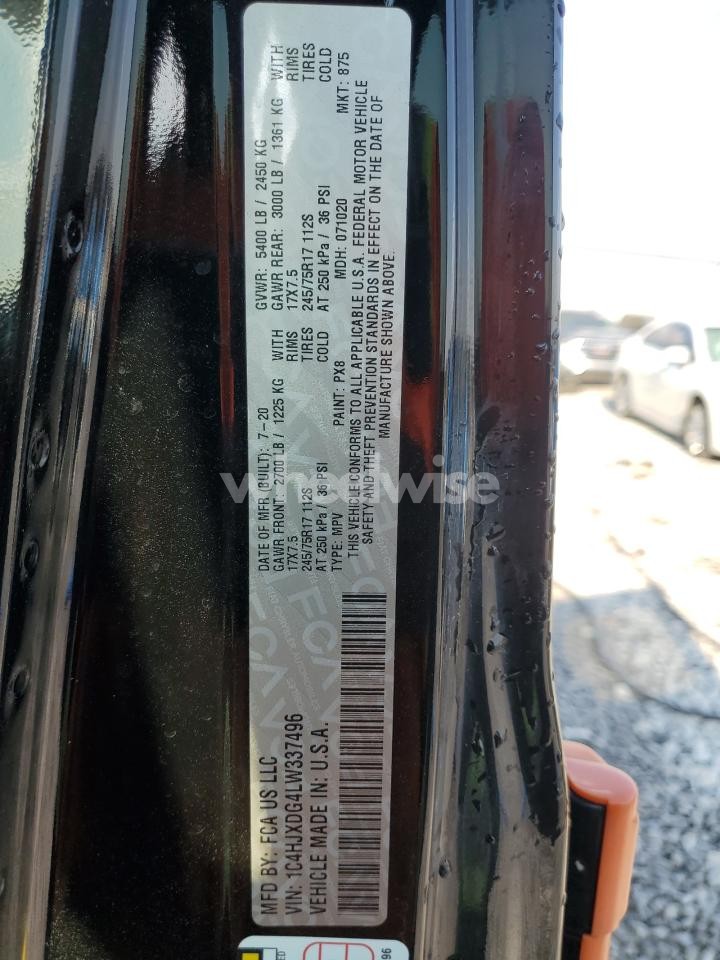 MFD BY: FCA US LLC
DATE OF MFR (BUILT): 7-20
GVWR: 5400 LB / 2450 KG
GAWR FRONT: 2700 LB / 1225 KG WITH
GAWR REAR: 3000 LB / 1361 KG WITH
17X7.5 RIMS
17X7.5 RIMS
245/75R17 112S TIRES
245/75R17 112S TIRES
AT 250 kPa / 36 PSI COLD
AT 250 kPa / 36 PSI COLD
VIN: 1C4HJXDG4LW337496
TYPE: MPV
PAINT: PX8
MDH: 071020
MKT: 875
VEHICLE MADE IN: U.S.A.
THIS VEHICLE CONFORMS TO ALL APPLICABLE U.S.A. FEDERAL MOTOR VEHICLE
SAFETY AND THEFT PREVENTION STANDARDS IN EFFECT ON THE DATE OF
MANUFACTURE SHOWN ABOVE.
wheelwise
96